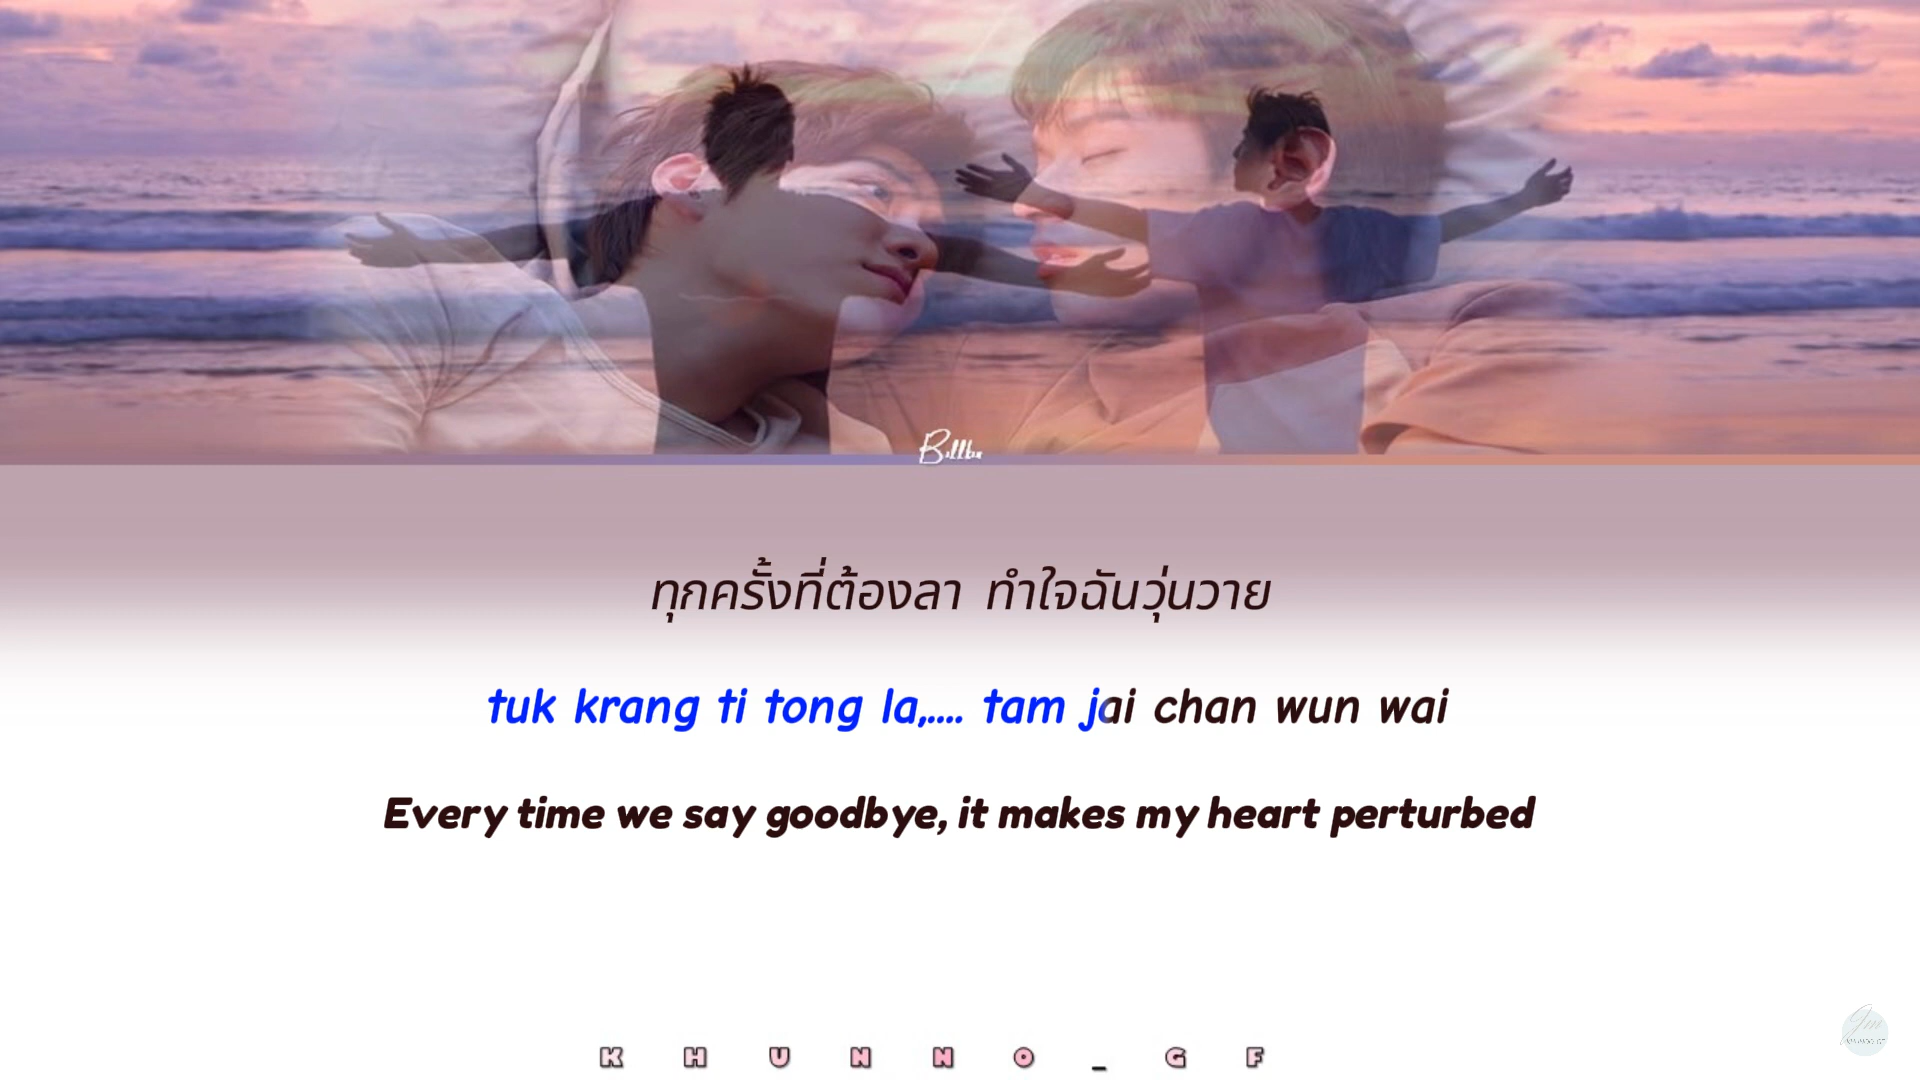 Billkin
ทุกครั้งที่ต้องลา ทำใจฉันวุ่นวาย
tuk krang ti tong la,.... tam jai chan wun wai
Every time we say goodbye, it makes my heart perturbed
KHUNNO_GF